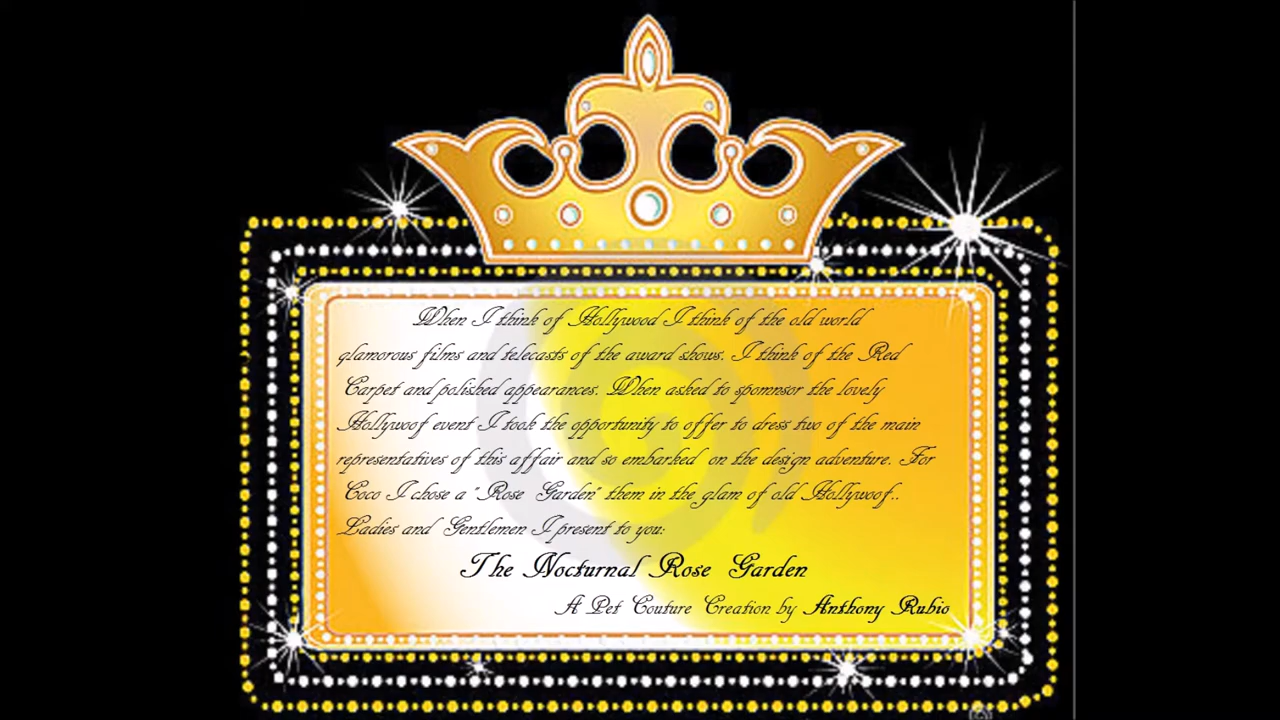 When I think of Hollywood I think of the old world
glamorous films and telecasts of the award shows. I think of the Red
Carpet and polished appearances. When asked to spomnsor the lovely
Hollywoof event I took the opportunity to offer to dress two of the main
representatives of this affair and so embarked on the design adventure. For
Coco I chose a "Rose Garden" them in the glam of old Hollywoof..
Ladies and Gentlemen I present to you:
The Nocturnal Rose Garden
A Pet Couture Creation by Anthony Rubio